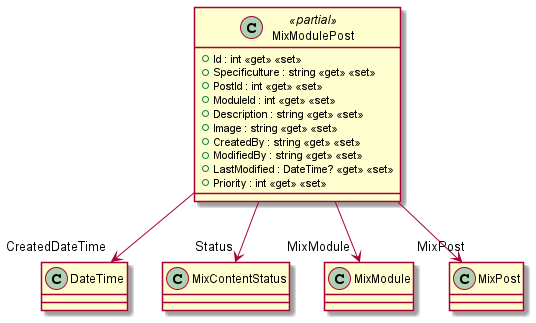 «partial»
C MixModulePost
Id : int «get» «set»
Specificulture : string «get» «set»
PostId : int «get» «set»
ModuleId : int «get» «set»
Description : string «get» «set»
Image : string «get» «set»
CreatedBy : string «get» «set»
ModifiedBy : string «get» «set»
LastModified : DateTime? «get» «set»
Priority : int «get» «set»
CreatedDateTime
Status
MixModule
MixPost
C DateTime
C MixContentStatus
C MixModule
C MixPost